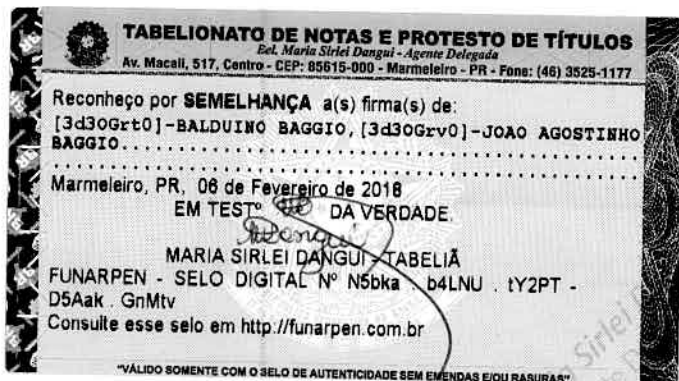 TABELIONATO DE NOTAS E PROTESTO DE TÍTULOS
Bel. Maria Sirlei Dangui - Agente Delegada
Av. Macali, 517, Centro - CEP: 85615-000 - Marmeleiro - PR - Fone: (46) 3525-1177
Reconheço por SEMELHANÇA a(s) firma(s) de:
[3d3OGrt0]-BALDUINO BAGGIO,[3d3OGrv0]-JOAO AGOSTINHO
BAGGIO.
Marmeleiro, PR, 06 de Fevereiro de 2018
EM TESTº DA VERDADE.
MARIA SIRLEI DANGUI - TABELIÃ
FUNARPEN - SELO DIGITAL Nº N5bka . b4LNU . tY2PT -
D5Aak . GnMtv
Consulte esse selo em http://funarpen.com.br
Sirlei
"VÁLIDO SOMENTE COM O SELO DE AUTENTICIDADE SEM EMENDAS E/OU RASURAS"